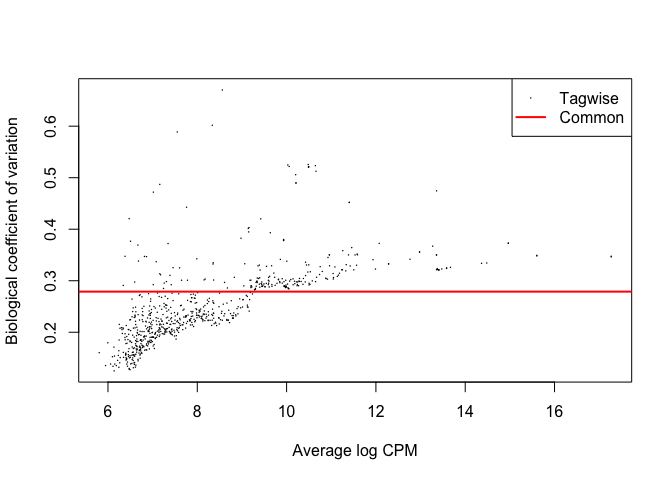 Tagwise
Common
Biological coefficient of variation
0.6
0.5
0.4
0.3
0.2
6 8 10 12 14 16
Average log CPM